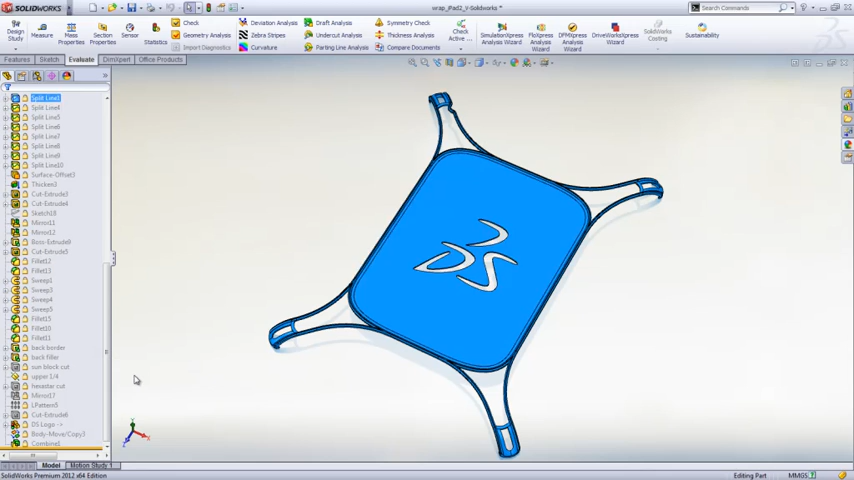 SOLIDWORKS
wrap_iPad2_V-Solidworks *
Search Commands
Design Study
Measure
Mass Properties
Section Properties
Sensor
Statistics
Check
Geometry Analysis
Import Diagnostics
Deviation Analysis
Zebra Stripes
Curvature
Draft Analysis
Undercut Analysis
Parting Line Analysis
Symmetry Check
Thickness Analysis
Compare Documents
Check Active ...
SimulationXpress Analysis Wizard
FloXpress Analysis Wizard
DFMXpress Analysis Wizard
DriveWorksXpress Wizard
SolidWorks Costing
Sustainability
Features
Sketch
Evaluate
DimXpert
Office Products
Split Line4
Split Line5
Split Line6
Split Line7
Split Line8
Split Line9
Split Line10
Surface-Offset3
Thicken3
Cut-Extrude3
Cut-Extrude4
Sketch18
Mirror11
Mirror12
Cut-Extrude5
Fillet12
Fillet13
Sweep1
Sweep3
Sweep4
Sweep5
Fillet15
Fillet10
Fillet11
back border
back filler
sun block cut
upper 1/4
hexastar cut
Mirror17
LPattern5
Cut-Extrude6
DS Logo ->
Body-Move/Copy3
Combine1
Model
Motion Study 1
SolidWorks Premium 2012 x64 Edition
Editing Part
MMGS